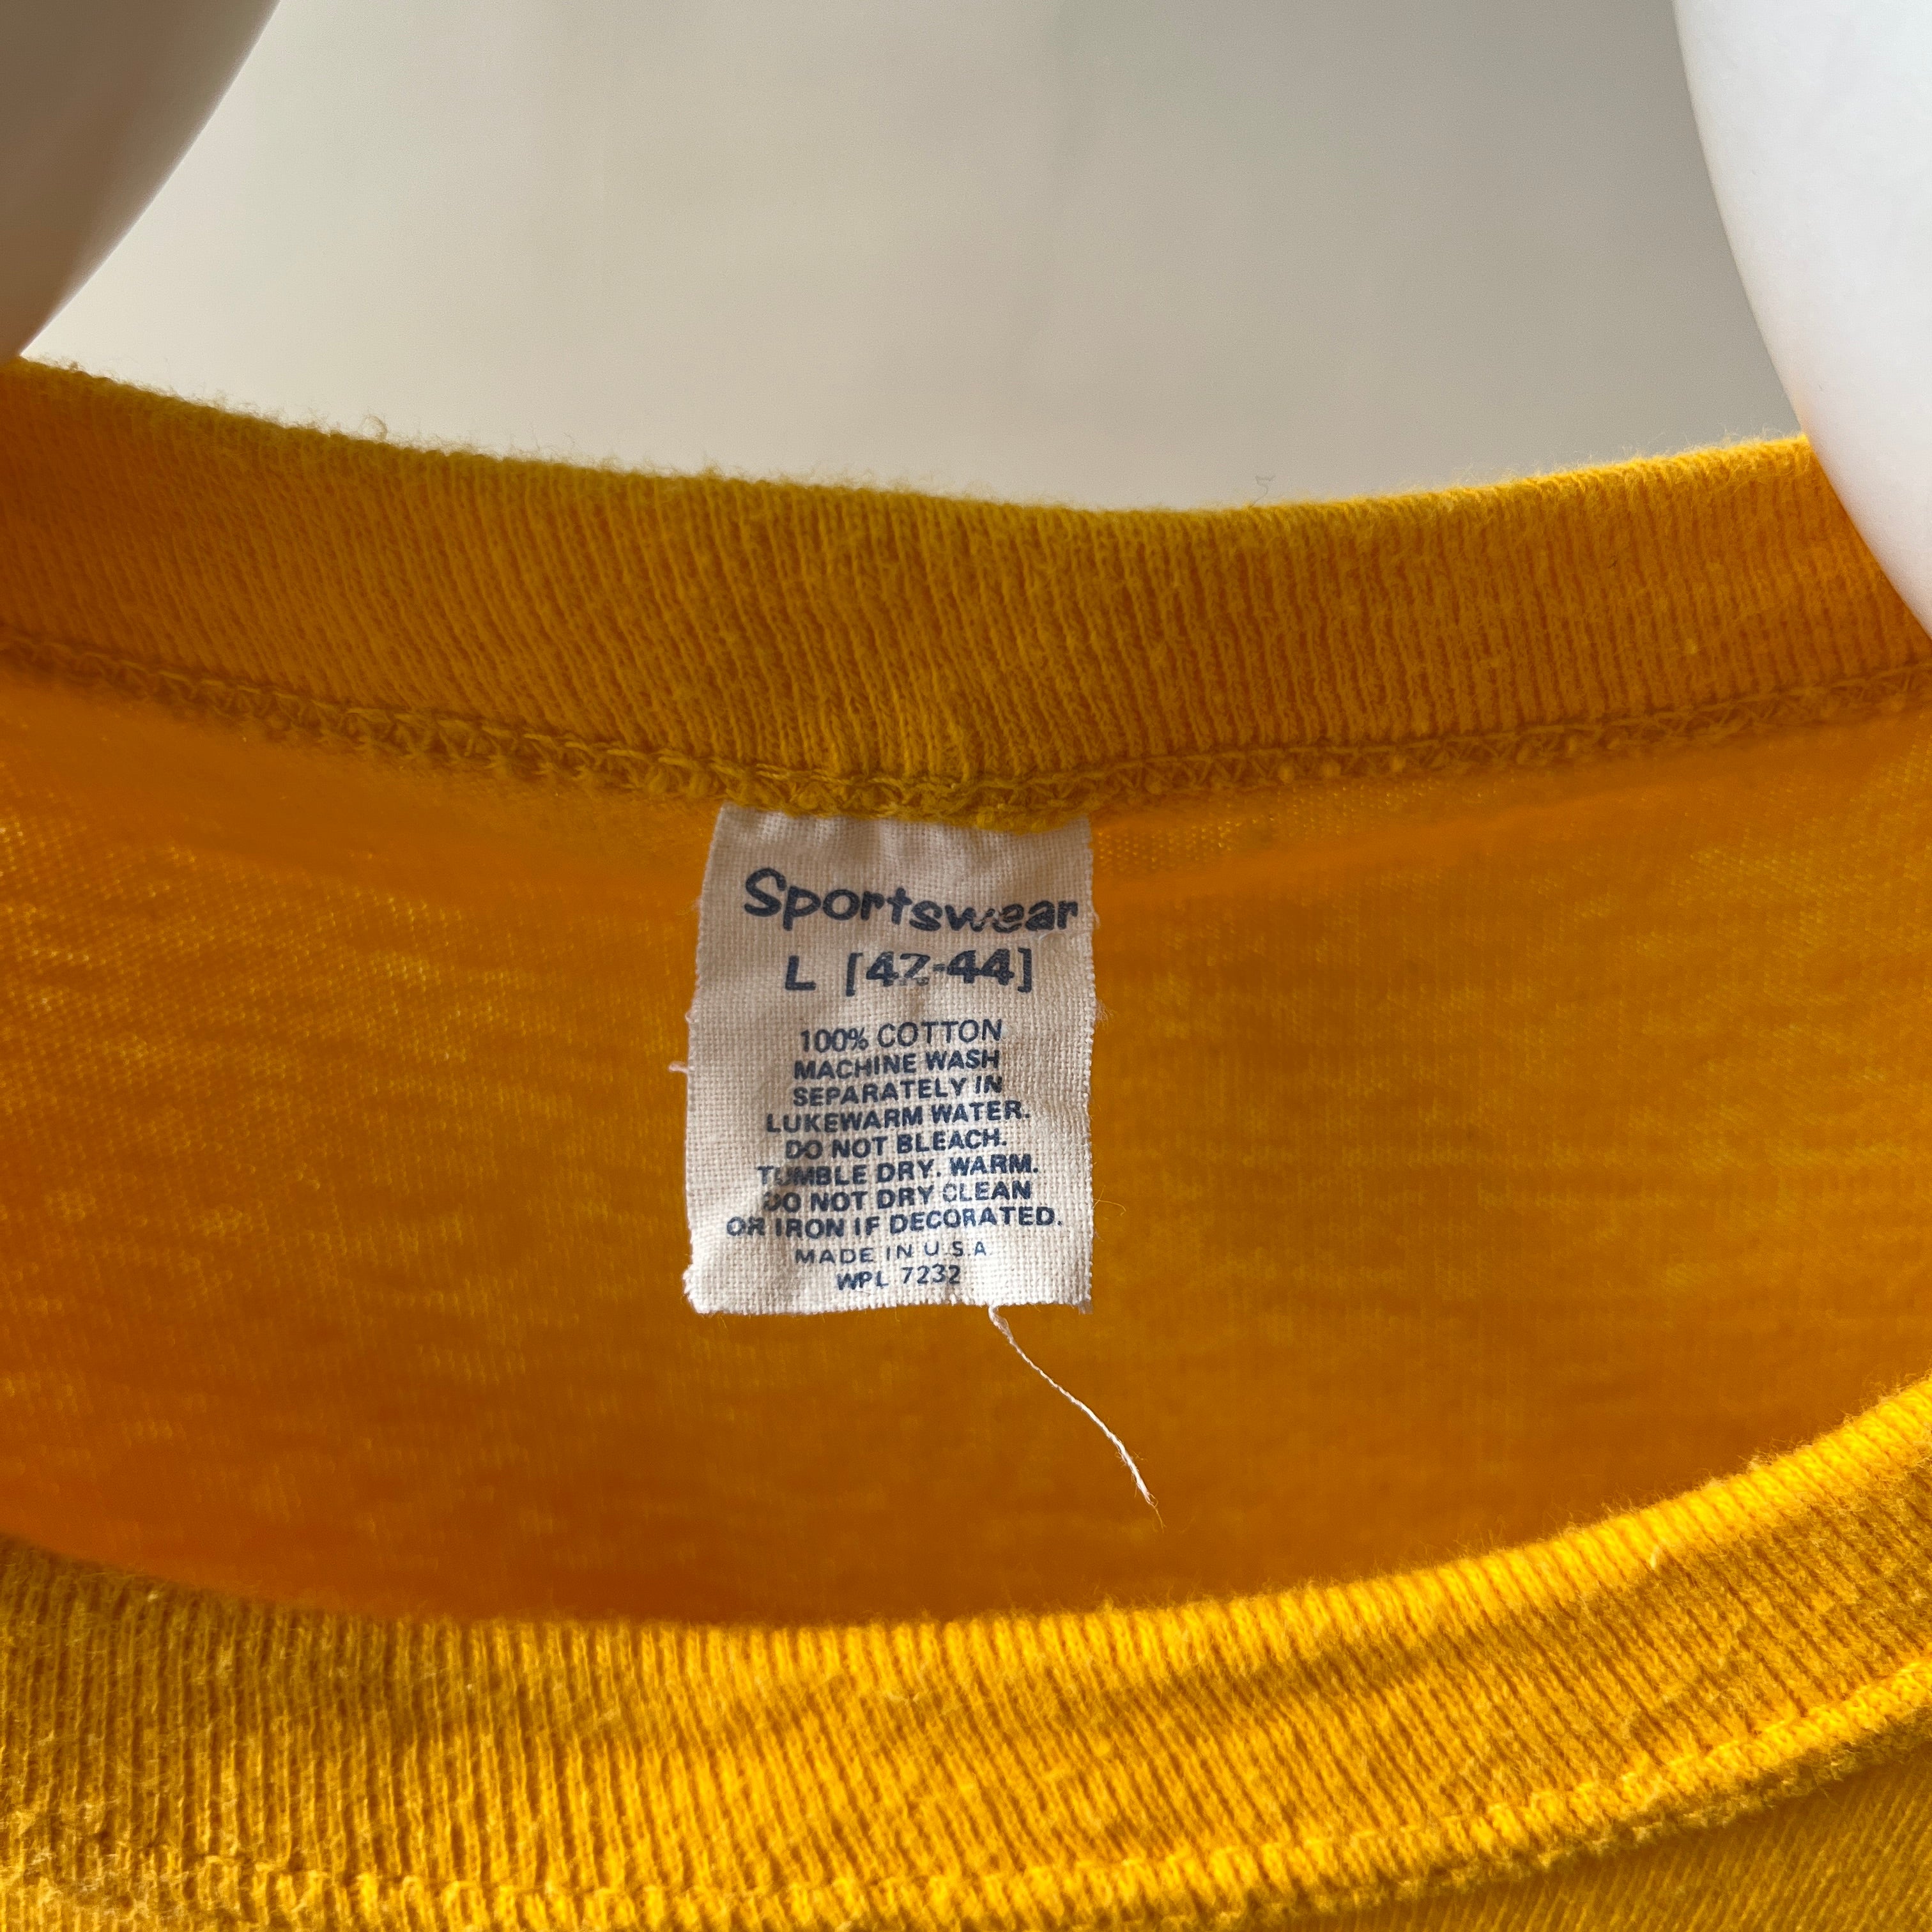 Sportswear
L [42-44]
100% COTTON
MACHINE WASH
SEPARATELY IN
LUKEWARM WATER.
DO NOT BLEACH.
TUMBLE DRY. WARM.
DO NOT DRY CLEAN
OR IRON IF DECORATED.
MADE IN U.S.A
WPL 7232